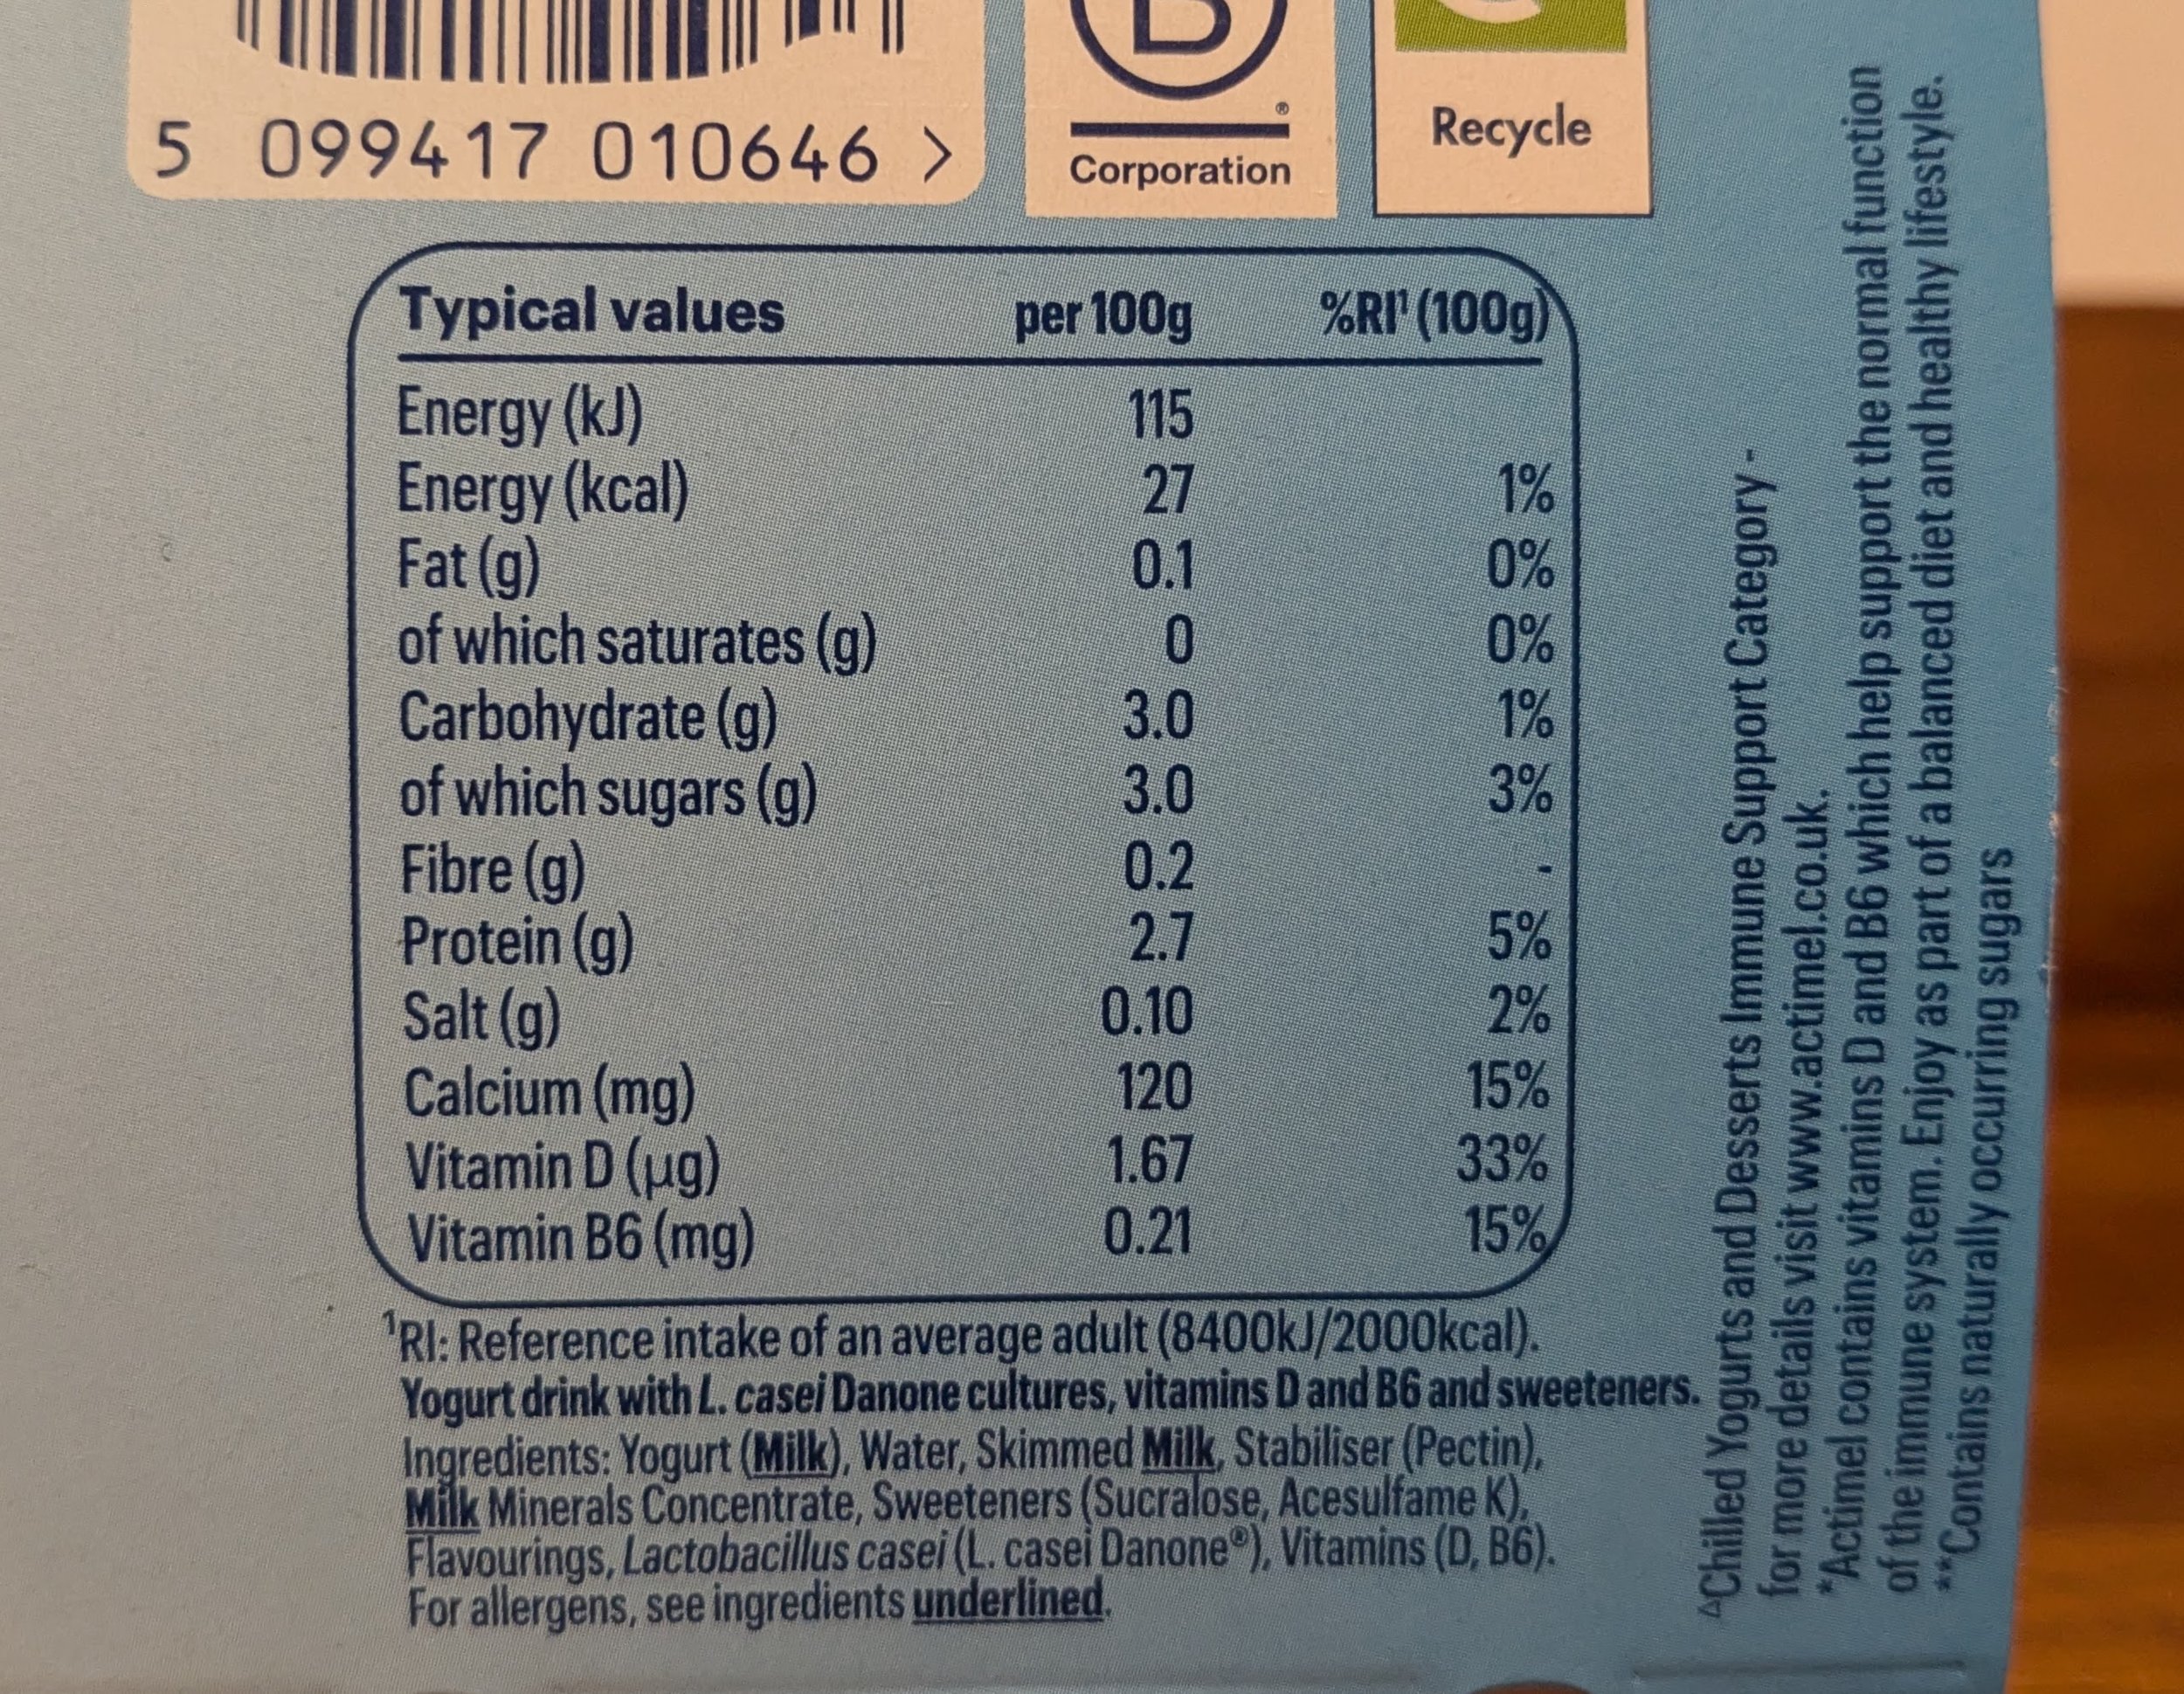 5 099417 010646 >
B
®
Corporation
Recycle
Typical values per 100g %RI¹ (100g)
Energy (kJ) 115
Energy (kcal) 27 1%
Fat (g) 0.1 0%
of which saturates (g) 0 0%
Carbohydrate (g) 3.0 1%
of which sugars (g) 3.0 3%
Fibre (g) 0.2 -
Protein (g) 2.7 5%
Salt (g) 0.10 2%
Calcium (mg) 120 15%
Vitamin D (µg) 1.67 33%
Vitamin B6 (mg) 0.21 15%
¹RI: Reference intake of an average adult (8400kJ/2000kcal).
Yogurt drink with L. casei Danone cultures, vitamins D and B6 and sweeteners.
Ingredients: Yogurt (Milk), Water, Skimmed Milk, Stabiliser (Pectin),
Milk Minerals Concentrate, Sweeteners (Sucralose, Acesulfame K),
Flavourings, Lactobacillus casei (L. casei Danone®), Vitamins (D, B6).
For allergens, see ingredients underlined.
ΔChilled Yogurts and Desserts Immune Support Category -
for more details visit www.actimel.co.uk.
*Actimel contains vitamins D and B6 which help support the normal function
of the immune system. Enjoy as part of a balanced diet and healthy lifestyle.
**Contains naturally occurring sugars